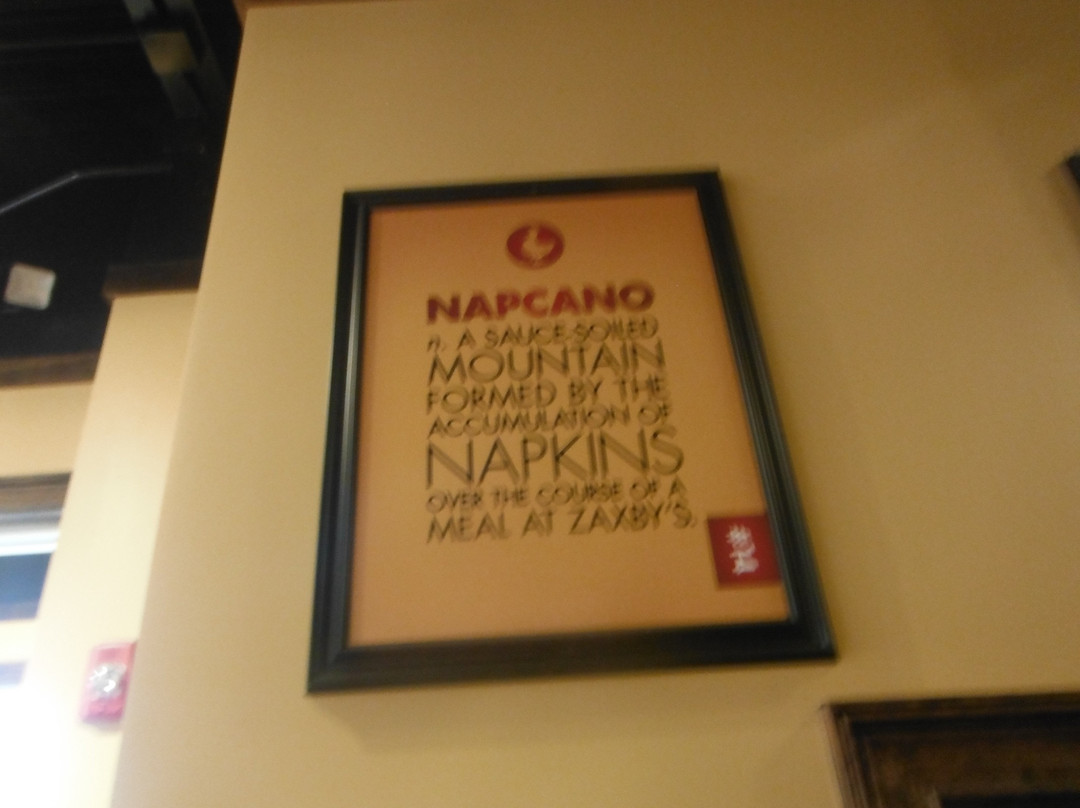 NAPCANO
n. A SAUCE-SOILED
MOUNTAIN
FORMED BY THE
ACCUMULATION OF
NAPKINS
OVER THE COURSE OF A
MEAL AT ZAXBY'S.